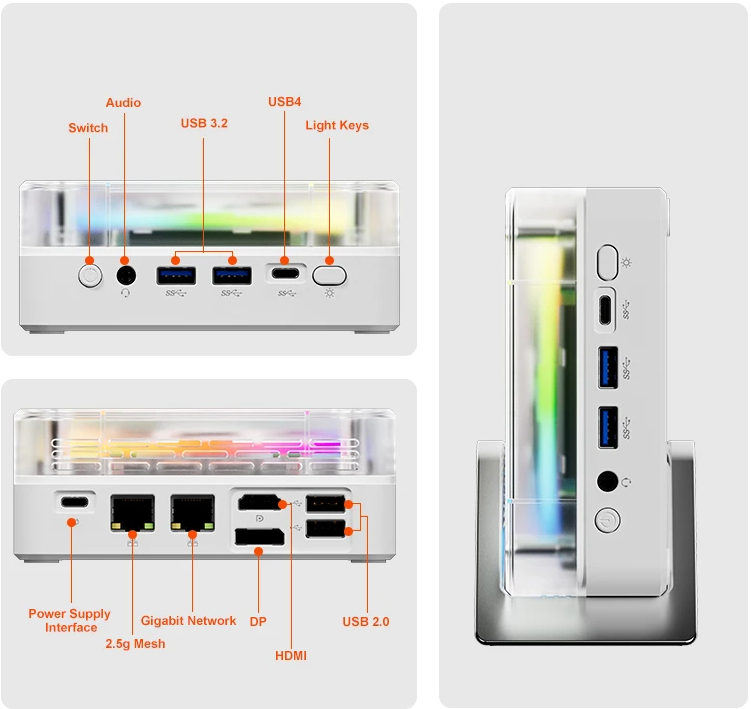 Audio
USB4
Switch
USB 3.2
Light Keys
Power Supply
Interface
2.5g Mesh
Gigabit Network
DP
HDMI
USB 2.0